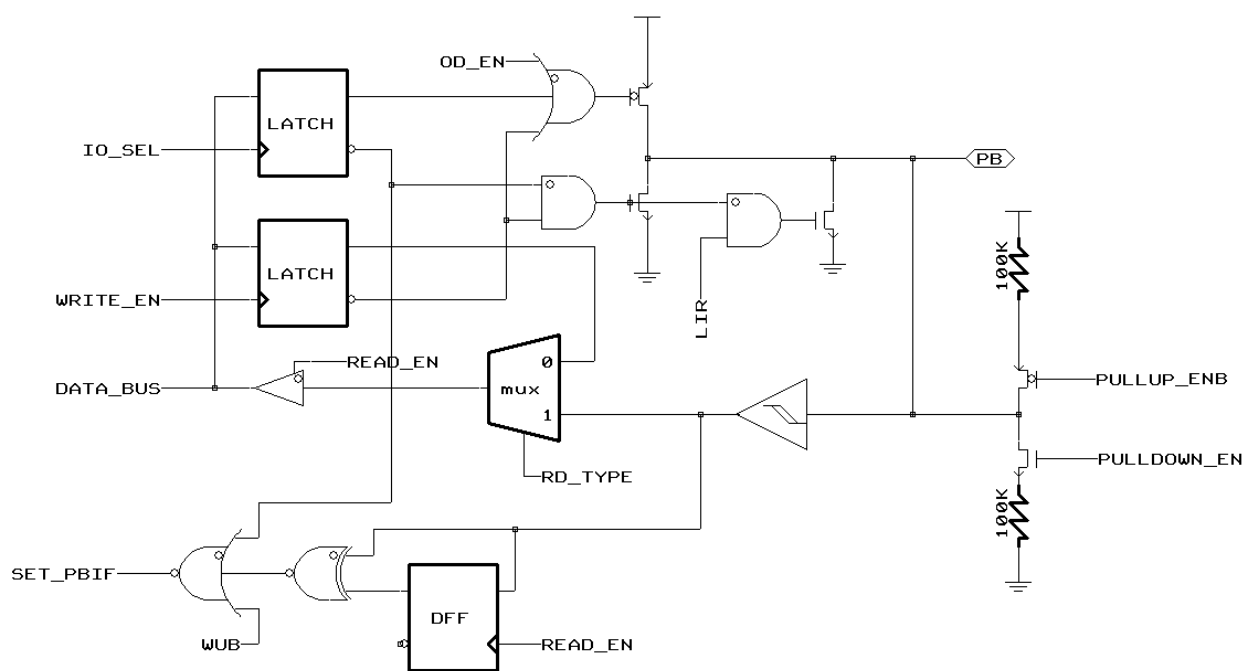 OD_EN
LATCH
IO_SEL
PB
LATCH
WRITE_EN
LIR
100K
READ_EN
0
DATA_BUS
mux
PULLUP_ENB
1
PULLDOWN_EN
RD_TYPE
100K
SET_PBIF
DFF
WUB
READ_EN